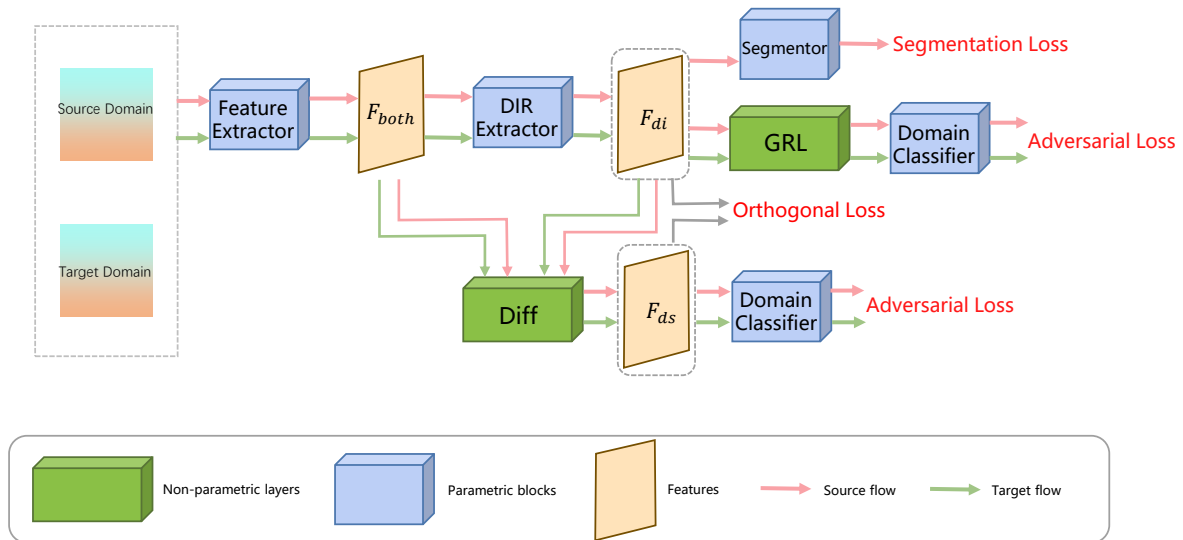 Source Domain
Target Domain
Feature
Extractor
F_both
DIR
Extractor
F_di
Segmentor
Segmentation Loss
GRL
Domain
Classifier
Adversarial Loss
Orthogonal Loss
Diff
F_ds
Domain
Classifier
Adversarial Loss
Non-parametric layers
Parametric blocks
Features
Source flow
Target flow